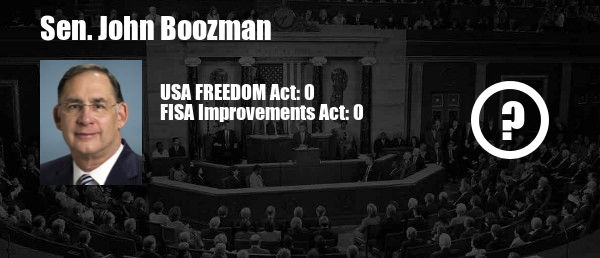 Sen. John Boozman
USA FREEDOM Act: 0
FISA Improvements Act: 0
?